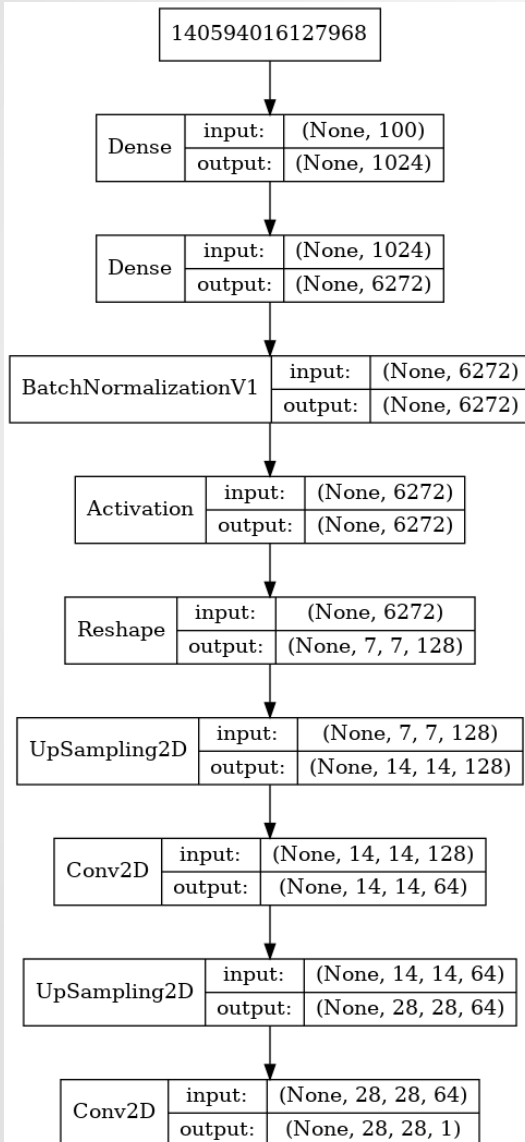 140594016127968
Dense
input: (None, 100)
output: (None, 1024)
Dense
input: (None, 1024)
output: (None, 6272)
BatchNormalizationV1
input: (None, 6272)
output: (None, 6272)
Activation
input: (None, 6272)
output: (None, 6272)
Reshape
input: (None, 6272)
output: (None, 7, 7, 128)
UpSampling2D
input: (None, 7, 7, 128)
output: (None, 14, 14, 128)
Conv2D
input: (None, 14, 14, 128)
output: (None, 14, 14, 64)
UpSampling2D
input: (None, 14, 14, 64)
output: (None, 28, 28, 64)
Conv2D
input: (None, 28, 28, 64)
output: (None, 28, 28, 1)